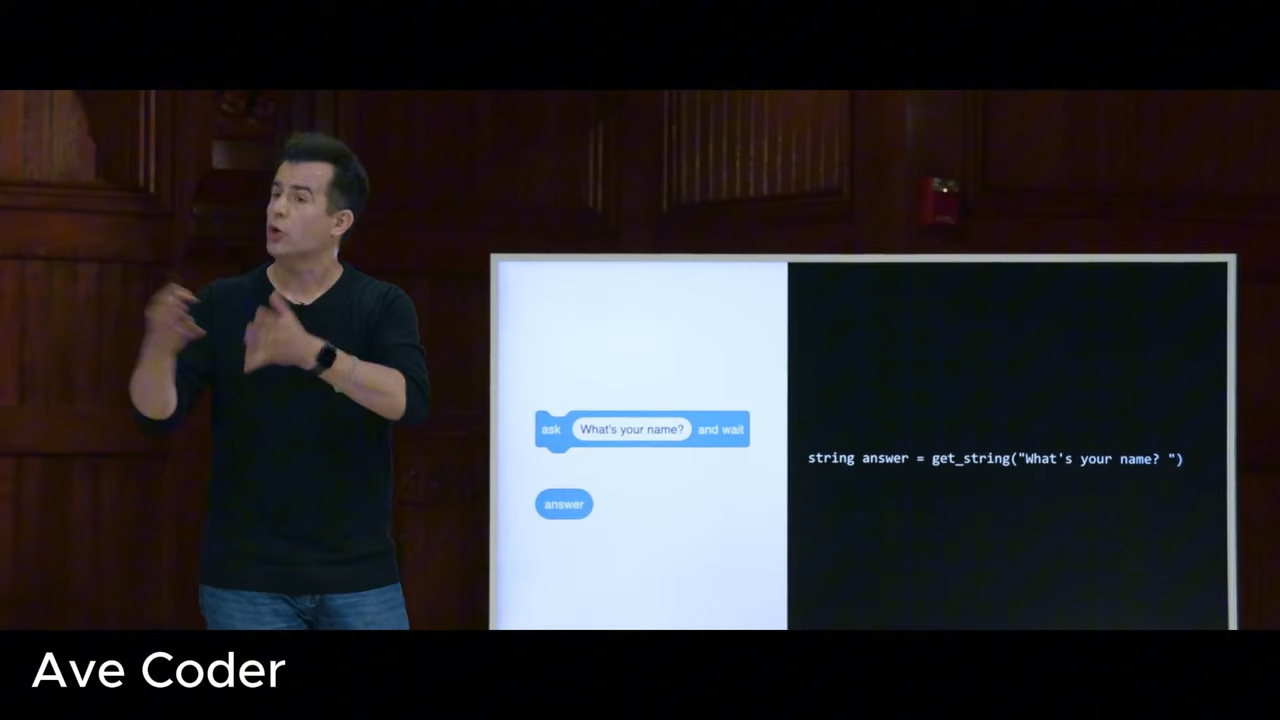 ask What's your name? and wait
answer
string answer = get_string("What's your name? ")
Ave Coder